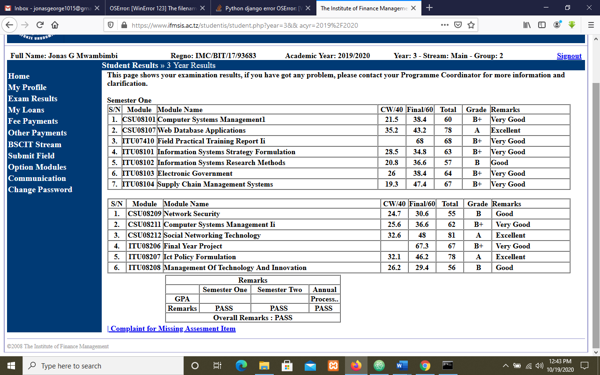 Inbox - jonasgeorge1015@gm
OSError: [WinError 123] The filen
Python django error OSError: [W
The Institute of Finance Managemen
https://www.ifmsis.ac.tz/studentis/student.php?year=3&& acyr=2019%2F2020
Full Name: Jonas G Mwambimbi Regno: IMC/BIT/17/93683 Academic Year: 2019/2020 Year: 3 - Stream: Main - Group: 2 Signout
Student Results » 3 Year Results
Home
My Profile
Exam Results
My Loans
Fee Payments
Other Payments
BSCIT Stream
Submit Field
Option Modules
Communication
Change Password
This page shows your examination results, if you have got any problem, please contact your Programme Coordinator for more information and
clarification.
Semester One
S/N Module Module Name CW/40 Final/60 Total Grade Remarks
1. CSU08101 Computer Systems Management1 21.5 38.4 60 B+ Very Good
2. CSU08107 Web Database Applications 35.2 43.2 78 A Excellent
3. ITU07410 Field Practical Training Report Ii 68 68 B+ Very Good
4. ITU08101 Information Systems Strategy Formulation 28.5 34.8 63 B+ Very Good
5. ITU08102 Information Systems Research Methods 20.8 36.6 57 B Good
6. ITU08103 Electronic Government 26 38.4 64 B+ Very Good
7. ITU08104 Supply Chain Management Systems 19.3 47.4 67 B+ Very Good
S/N Module Module Name CW/40 Final/60 Total Grade Remarks
1. CSU08209 Network Security 24.7 30.6 55 B Good
2. CSU08211 Computer Systems Management Ii 25.6 36.6 62 B+ Very Good
3. CSU08212 Social Networking Technology 32.6 48 81 A Excellent
4. ITU08206 Final Year Project 67.3 67 B+ Very Good
5. ITU08207 Ict Policy Formulation 32.1 46.2 78 A Excellent
6. ITU08208 Management Of Technology And Innovation 26.2 29.4 56 B Good
Remarks
Semester One Semester Two Annual
GPA Process..
Remarks PASS PASS PASS
Overall Remarks : PASS
| Complaint for Missing Assesment Item
©2008 The Institute of Finance Management
Type here to search
12:43 PM
10/19/2020